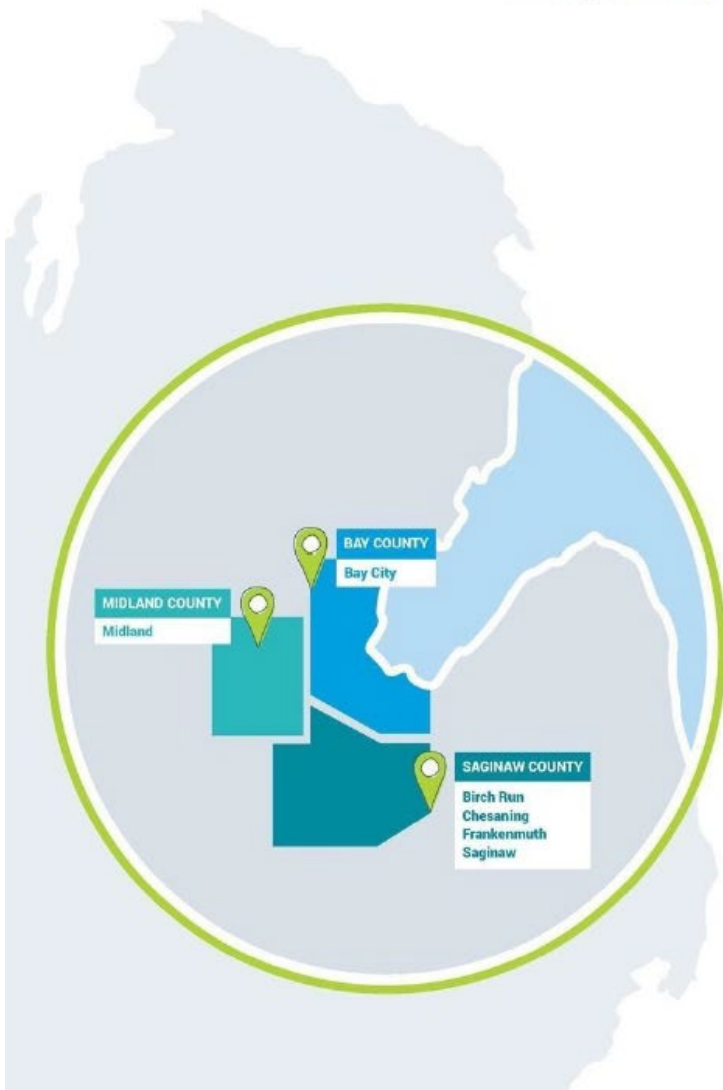 BAY COUNTY
Bay City
MIDLAND COUNTY
Midland
SAGINAW COUNTY
Birch Run
Chesaning
Frankenmuth
Saginaw